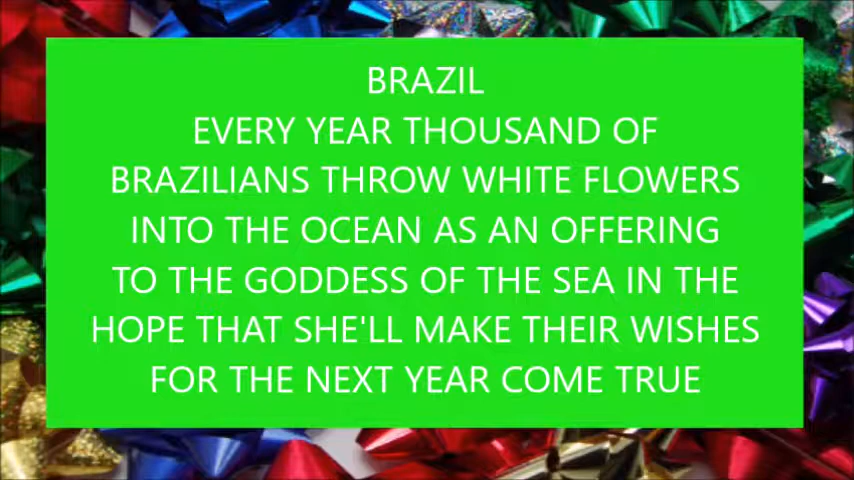 BRAZIL
EVERY YEAR THOUSAND OF
BRAZILIANS THROW WHITE FLOWERS
INTO THE OCEAN AS AN OFFERING
TO THE GODDESS OF THE SEA IN THE
HOPE THAT SHE'LL MAKE THEIR WISHES
FOR THE NEXT YEAR COME TRUE